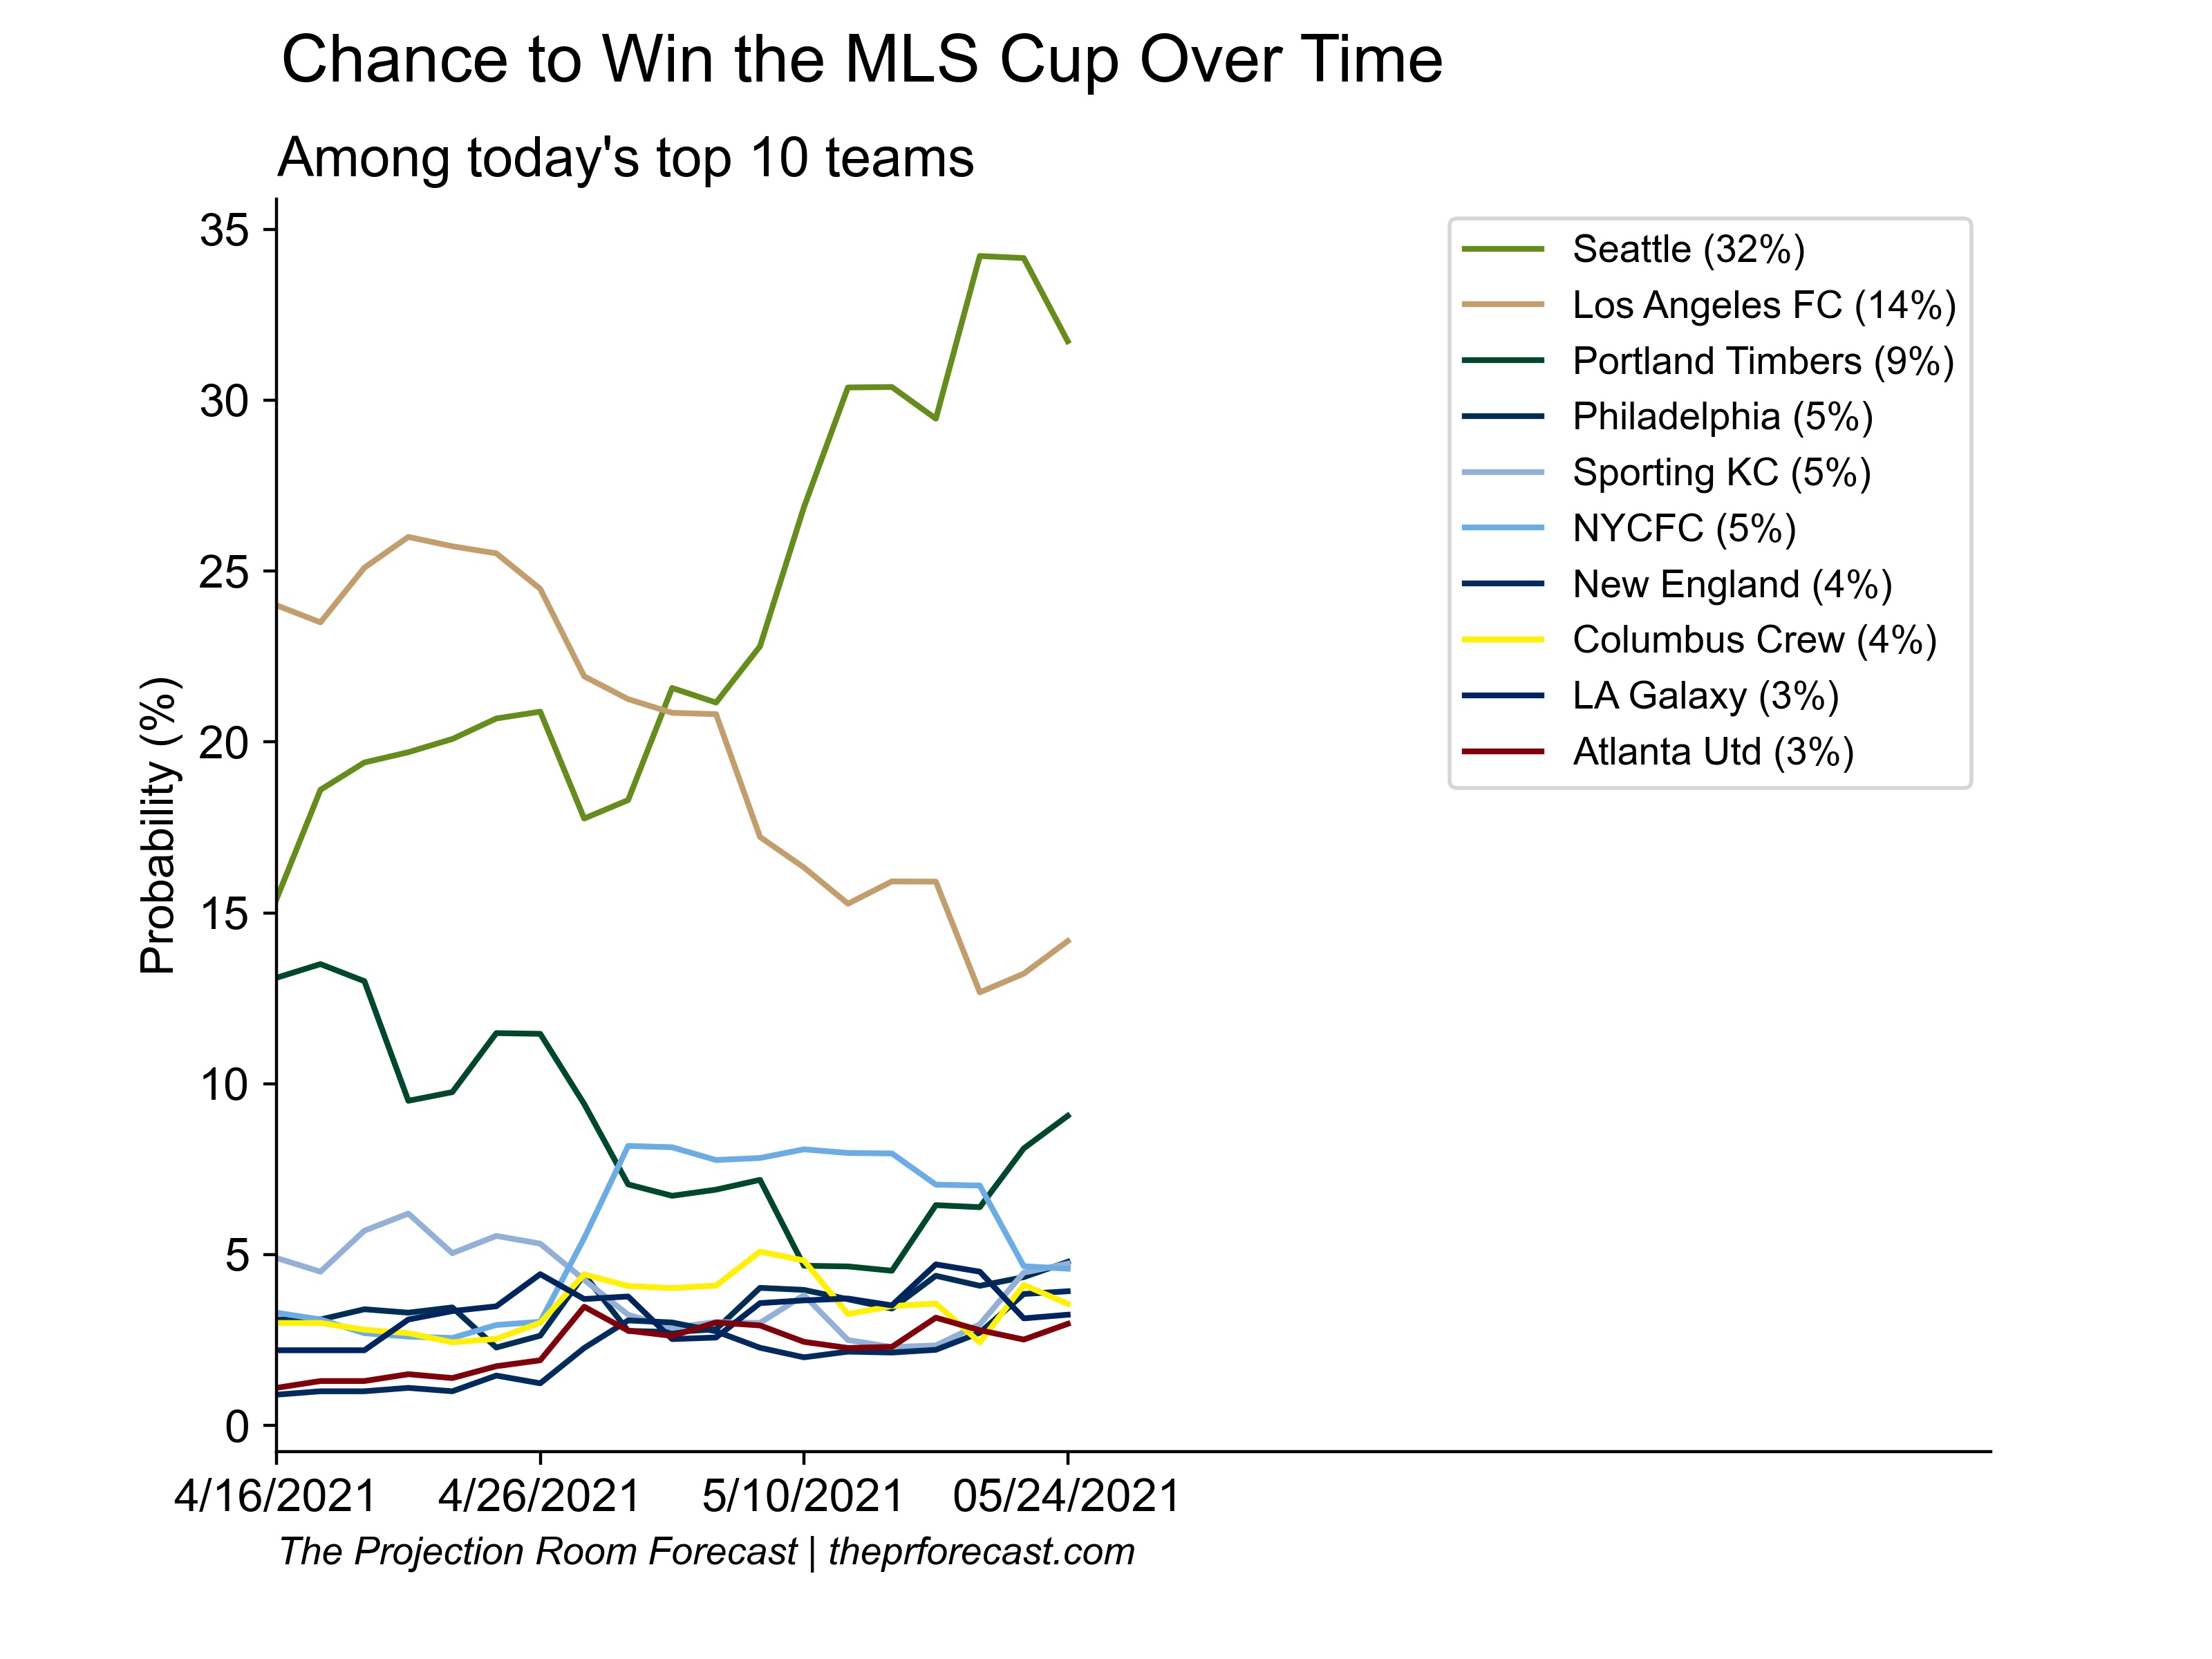 Chance to Win the MLS Cup Over Time
Among today's top 10 teams
35
30
25
20
15
10
5
0
Probability (%)
Seattle (32%)
Los Angeles FC (14%)
Portland Timbers (9%)
Philadelphia (5%)
Sporting KC (5%)
NYCFC (5%)
New England (4%)
Columbus Crew (4%)
LA Galaxy (3%)
Atlanta Utd (3%)
4/16/2021 4/26/2021 5/10/2021 05/24/2021
The Projection Room Forecast | theprforecast.com